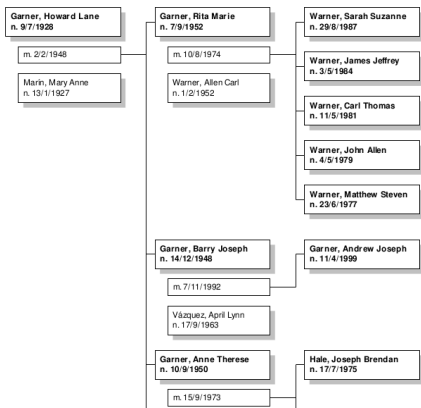 Garner, Howard Lane
n. 9/7/1928
m. 2/2/1948
Marin, Mary Anne
n. 13/1/1927
Garner, Rita Marie
n. 7/9/1952
m. 10/8/1974
Warner, Allen Carl
n. 1/2/1952
Warner, Sarah Suzanne
n. 29/8/1987
Warner, James Jeffrey
n. 3/5/1984
Warner, Carl Thomas
n. 11/5/1981
Warner, John Allen
n. 4/5/1979
Warner, Matthew Steven
n. 23/6/1977
Garner, Barry Joseph
n. 14/12/1948
m. 7/11/1992
Vázquez, April Lynn
n. 17/9/1963
Garner, Andrew Joseph
n. 11/4/1999
Garner, Anne Therese
n. 10/9/1950
m. 15/9/1973
Hale, Joseph Brendan
n. 17/7/1975